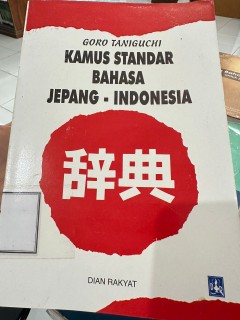 GORO TANIGUCHI
KAMUS STANDAR
BAHASA
JEPANG - INDONESIA
辞典
DIAN RAKYAT